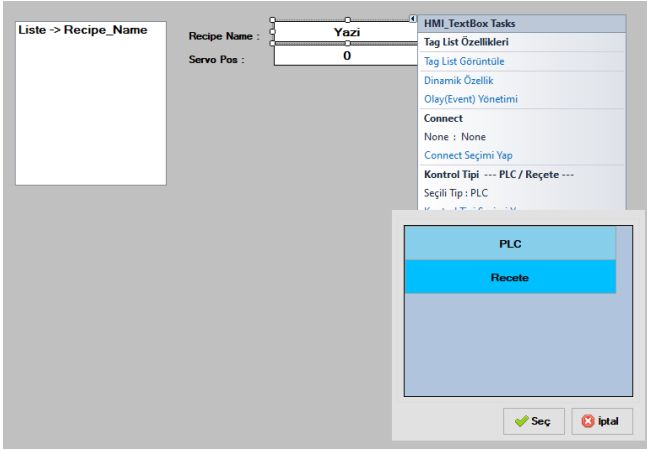 Liste -> Recipe_Name
Recipe Name :
Yazi
Servo Pos :
0
HMI_TextBox Tasks
Tag List Özellikleri
Tag List Görüntüle
Dinamik Özellik
Olay(Event) Yönetimi
Connect
None : None
Connect Seçimi Yap
Kontrol Tipi --- PLC / Reçete ---
Seçili Tip : PLC
PLC
Recete
Seç
İptal